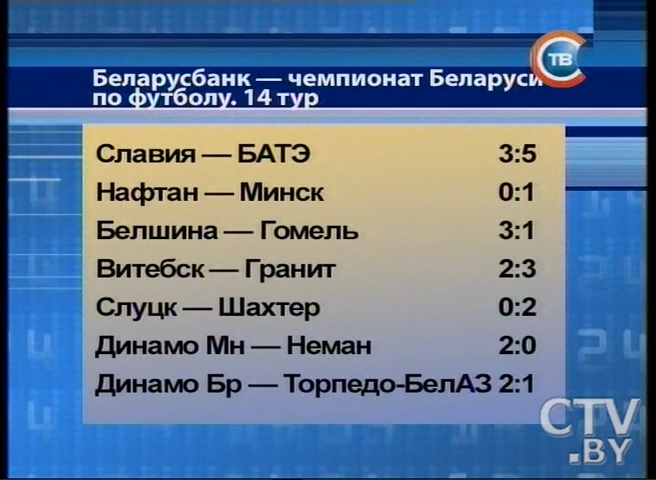 СТВ
Беларусбанк — чемпионат Беларуси
по футболу. 14 тур
Славия — БАТЭ 3:5
Нафтан — Минск 0:1
Белшина — Гомель 3:1
Витебск — Гранит 2:3
Слуцк — Шахтер 0:2
Динамо Мн — Неман 2:0
Динамо Бр — Торпедо-БелАЗ 2:1
CTV
.BY